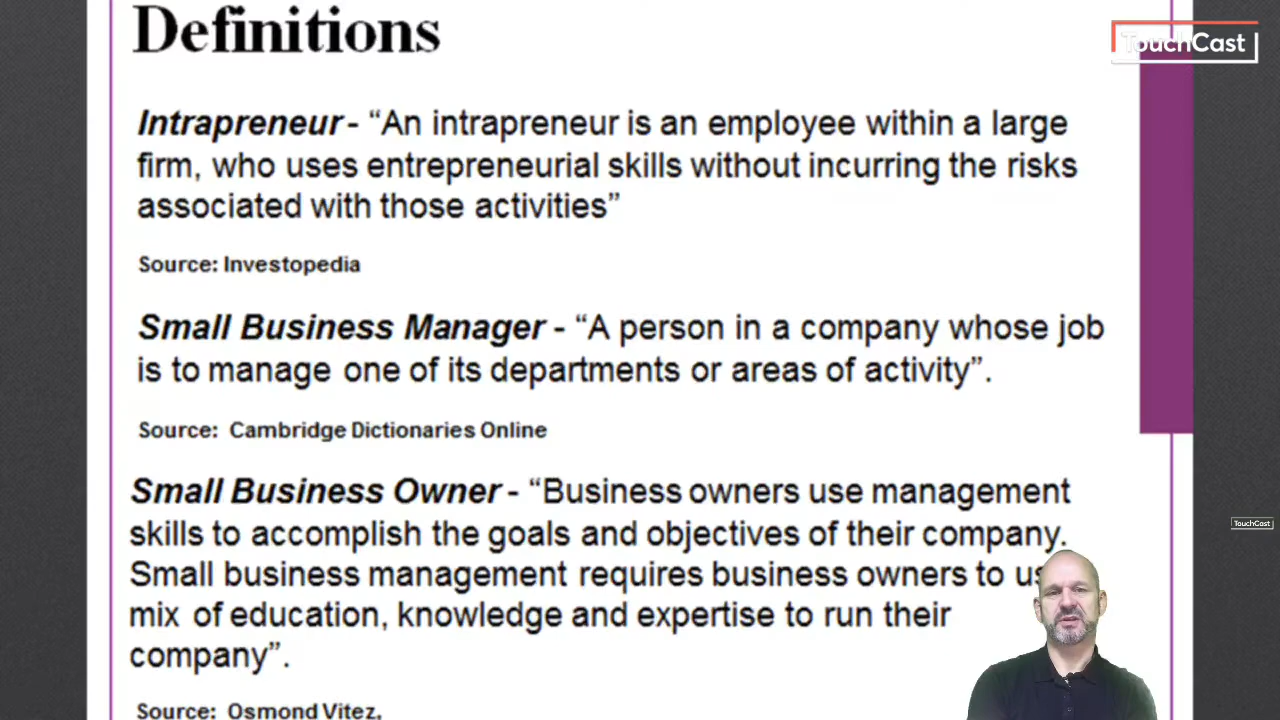 Definitions
TouchCast
Intrapreneur - “An intrapreneur is an employee within a large
firm, who uses entrepreneurial skills without incurring the risks
associated with those activities”
Source: Investopedia
Small Business Manager - “A person in a company whose job
is to manage one of its departments or areas of activity”.
Source: Cambridge Dictionaries Online
Small Business Owner - “Business owners use management
skills to accomplish the goals and objectives of their company.
TouchCast
Small business management requires business owners to
mix of education, knowledge and expertise to run their
company”.
Source: Osmond Vitez,